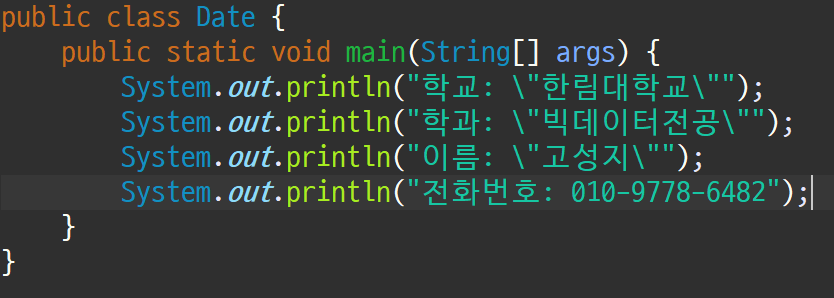 public class Date {
    public static void main(String[] args) {
        System.out.println("학교: \"한림대학교\"");
        System.out.println("학과: \"빅데이터전공\"");
        System.out.println("이름: \"고성지\"");
        System.out.println("전화번호: 010-9778-6482");
    }
}